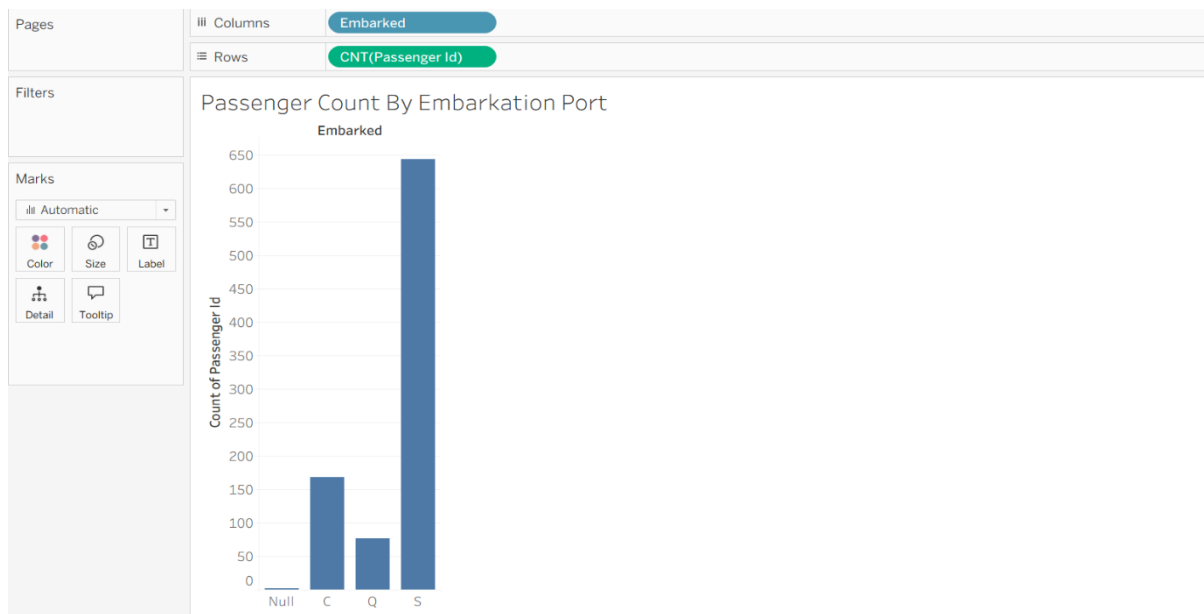 Pages
Columns
Embarked
Rows
CNT(Passenger Id)
Filters
Marks
Automatic
Color
Size
T
Label
Detail
Tooltip
Passenger Count By Embarkation Port
Embarked
Count of Passenger Id
650
600
550
500
450
400
350
300
250
200
150
100
50
0
Null C Q S